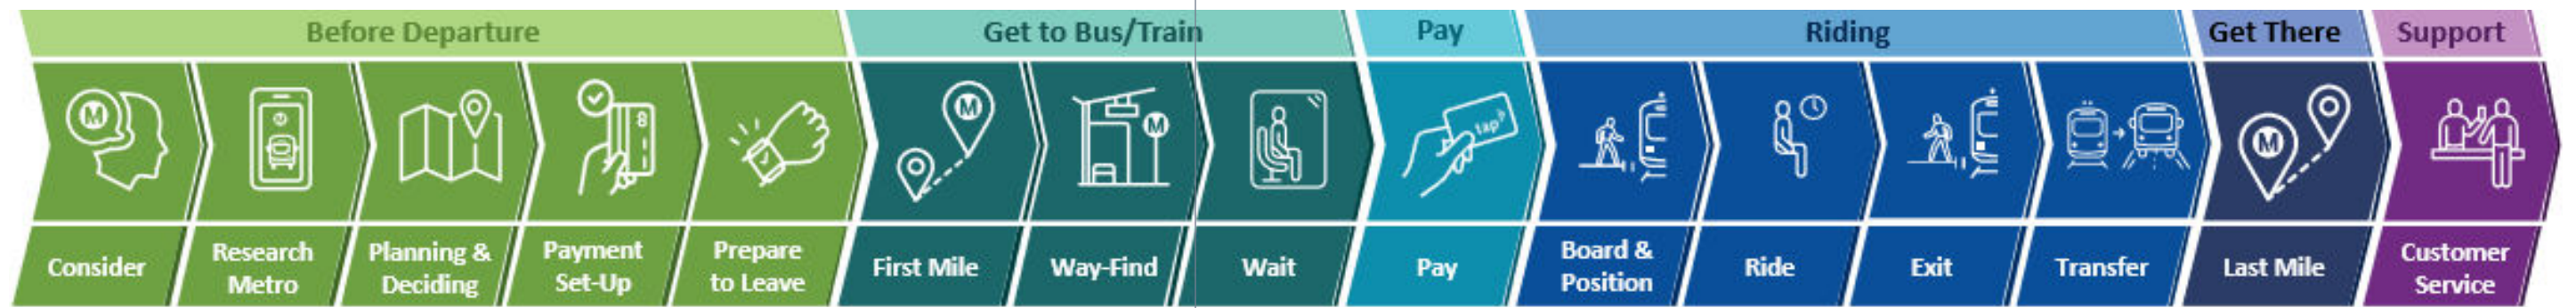 Before Departure
Get to Bus/Train
Pay
Riding
Get There
Support
M
M
M
tap
M
Consider
Research
Metro
Planning &
Deciding
Payment
Set-Up
Prepare
to Leave
First Mile
Way-Find
Wait
Pay
Board &
Position
Ride
Exit
Transfer
Last Mile
Customer
Service